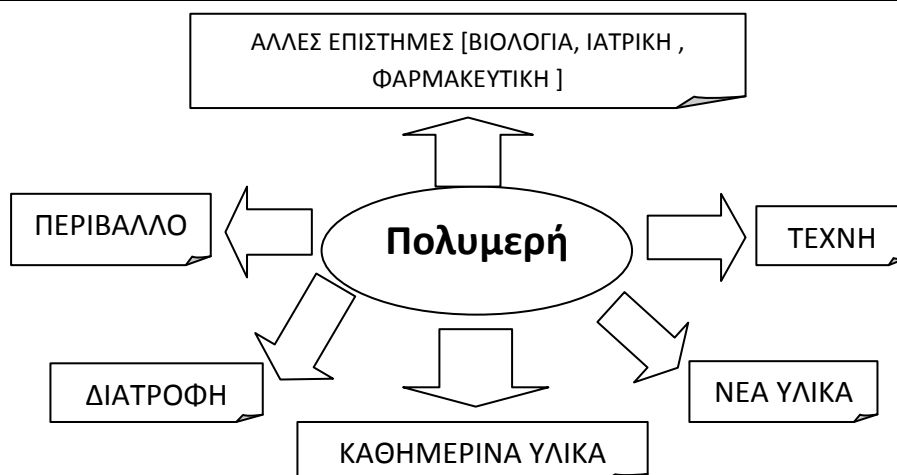 ΑΛΛΕΣ ΕΠΙΣΤΗΜΕΣ [ΒΙΟΛΟΓΙΑ, ΙΑΤΡΙΚΗ ,
ΦΑΡΜΑΚΕΥΤΙΚΗ ]
ΠΕΡΙΒΑΛΛΟ
Πολυμερή
ΤΕΧΝΗ
ΔΙΑΤΡΟΦΗ
ΝΕΑ ΥΛΙΚΑ
ΚΑΘΗΜΕΡΙΝΑ ΥΛΙΚΑ